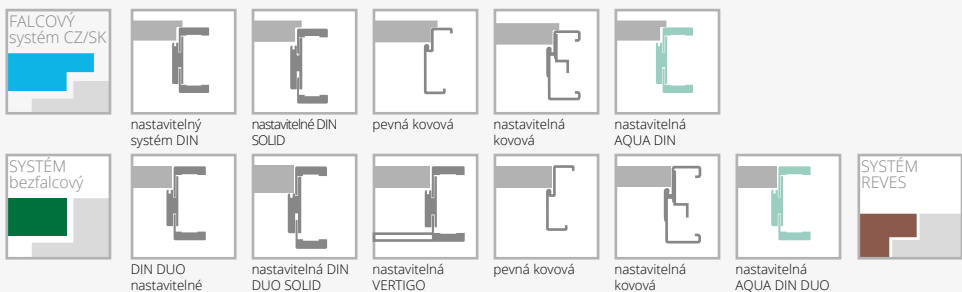 FALCOVÝ
systém CZ/SK
nastavitelný
systém DIN
nastavitelné DIN
SOLID
pevná kovová
nastavitelná
kovová
nastavitelná
AQUA DIN
SYSTÉM
bezfalcový
DIN DUO
nastavitelné
nastavitelná DIN
DUO SOLID
nastavitelná
VERTIGO
pevná kovová
nastavitelná
kovová
nastavitelná
AQUA DIN DUO
SYSTÉM
REVES